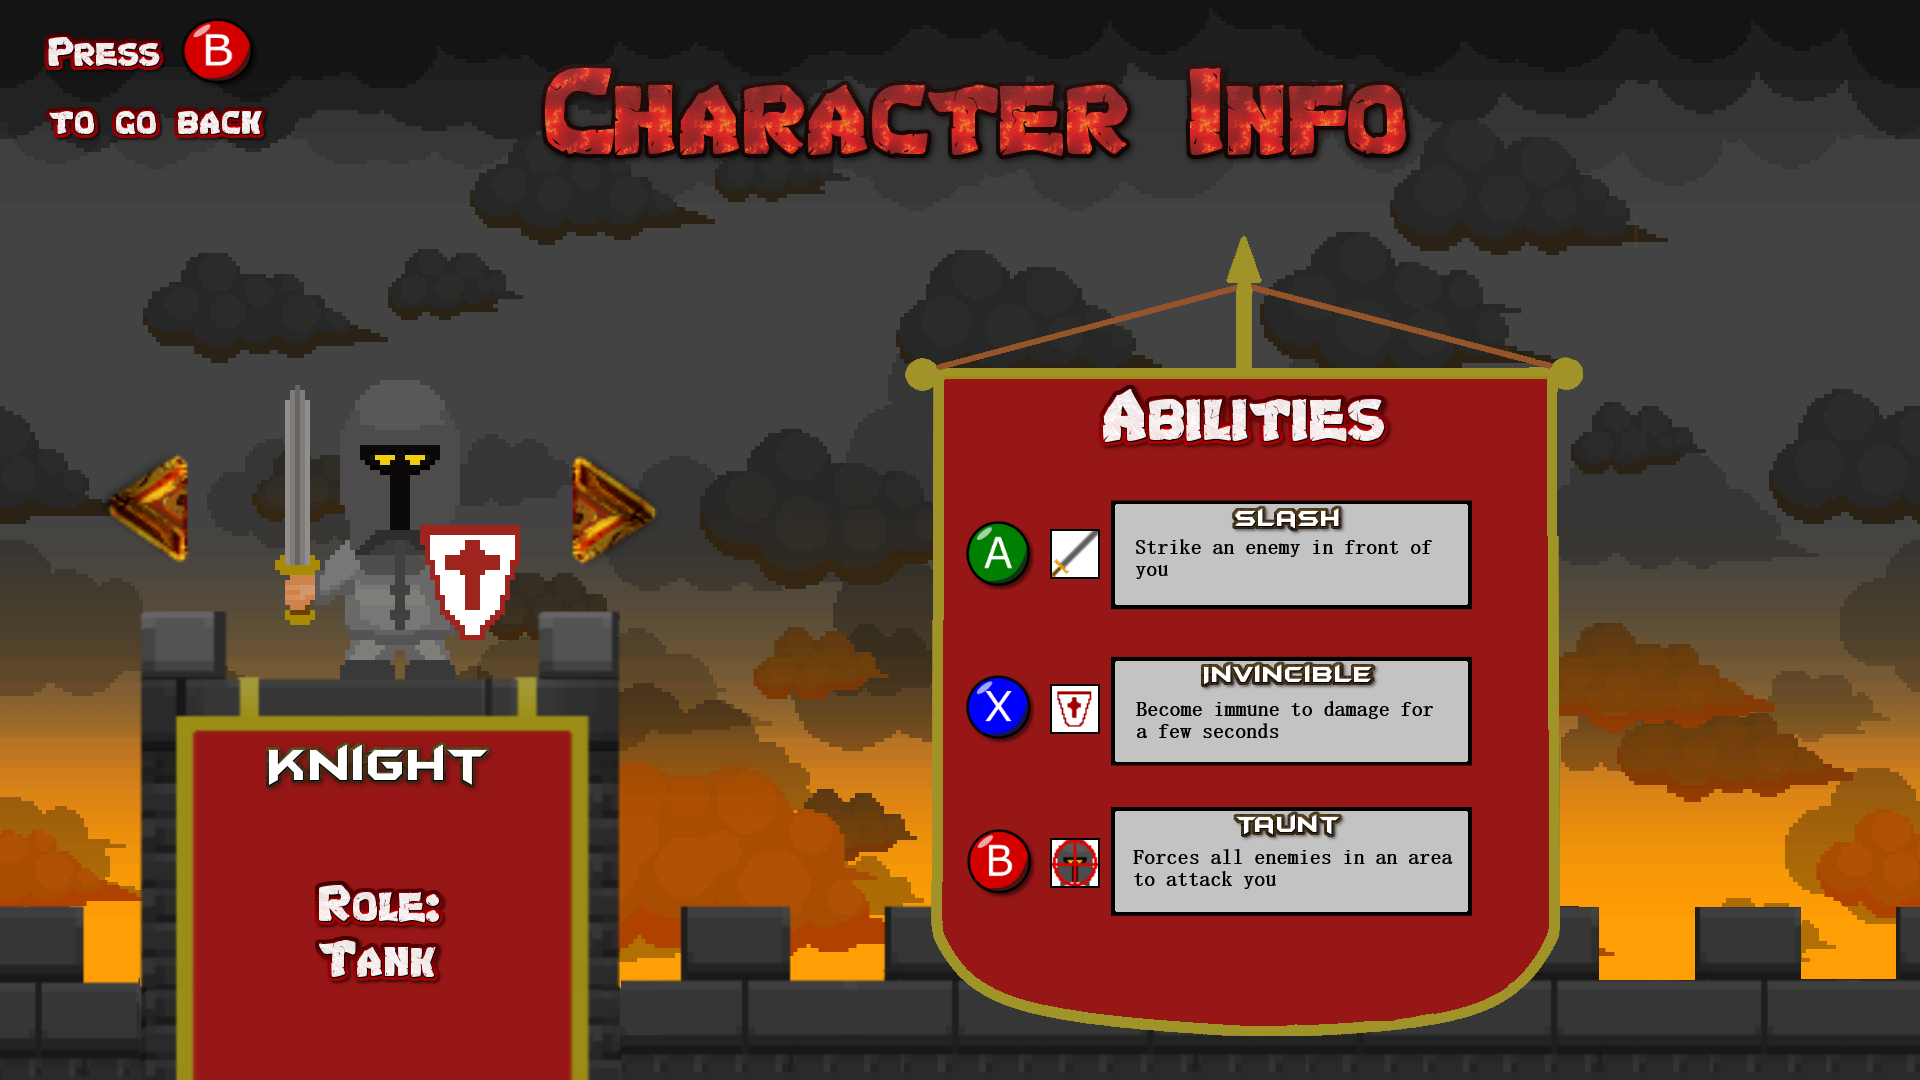 Press B
to go back
Character Info
Abilities
A
Slash
Strike an enemy in front of
you
X
Invincible
Become immune to damage for
a few seconds
B
Taunt
Forces all enemies in an area
to attack you
Knight
Role:
Tank